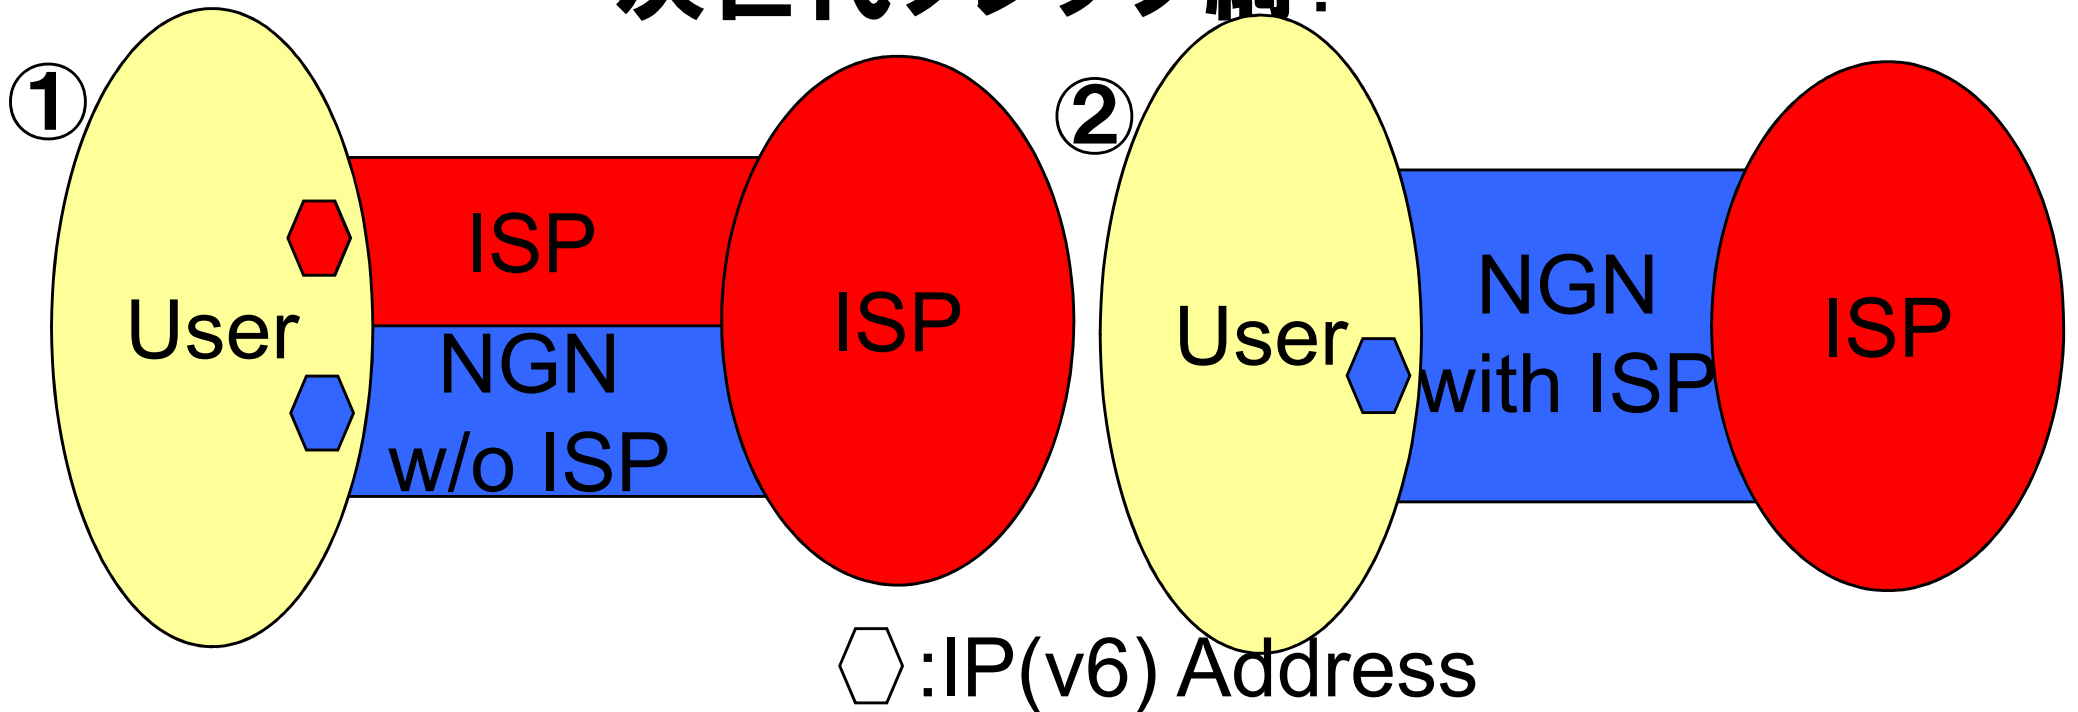 ①
User
ISP
NGN
w/o ISP
ISP
②
User
NGN
with ISP
ISP
:IP(v6) Address